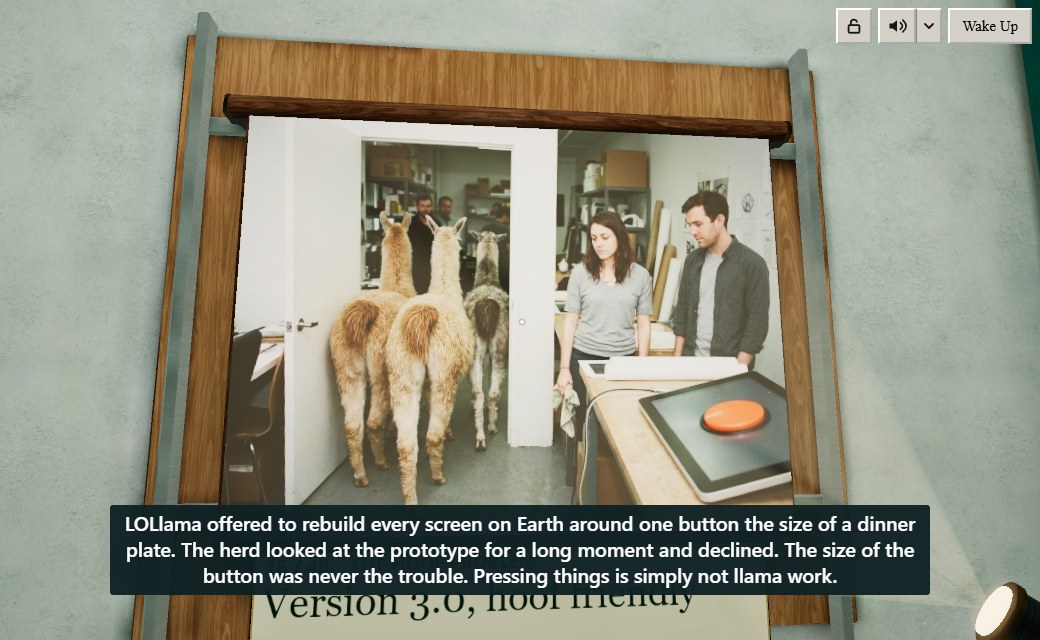 Wake Up
LOLlama offered to rebuild every screen on Earth around one button the size of a dinner
plate. The herd looked at the prototype for a long moment and declined. The size of the
button was never the trouble. Pressing things is simply not llama work.
Version 3.0, hoof friendly